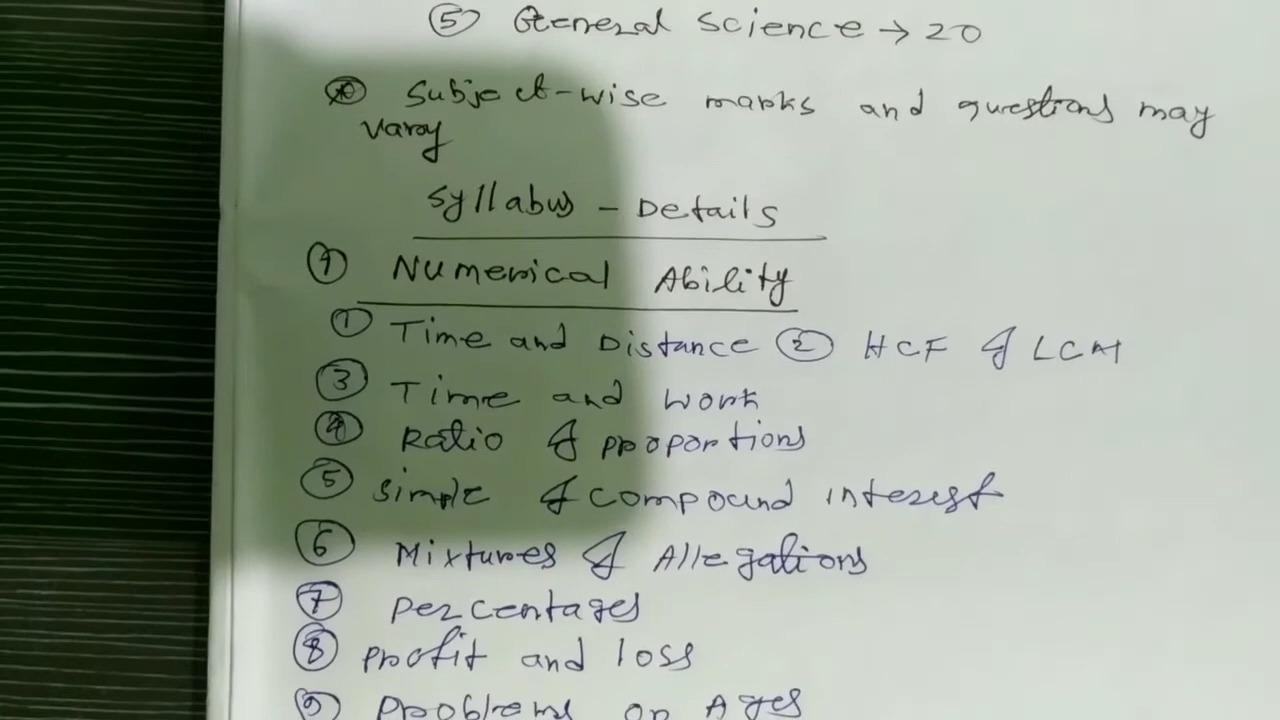 ⑤ General Science → 20
⊛ Subject-wise marks and questions may
vary
Syllabus - Details
① Numerical Ability
① Time and Distance ② HCF & LCM
③ Time and work
④ Ratio & proportions
⑤ simple & compound interest
⑥ Mixtures & Allegations
⑦ percentages
⑧ profit and loss
⑨ problems on Ages